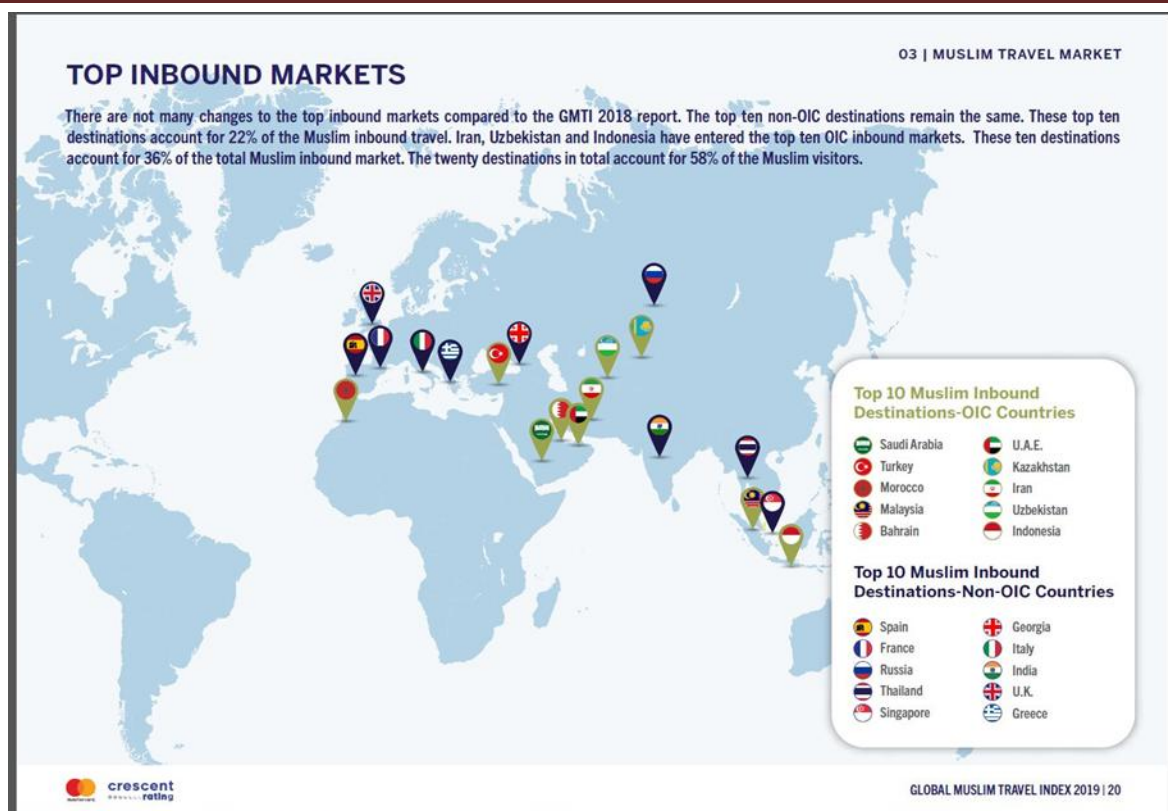 03 | MUSLIM TRAVEL MARKET
TOP INBOUND MARKETS
There are not many changes to the top inbound markets compared to the GMTI 2018 report. The top ten non-OIC destinations remain the same. These top ten
destinations account for 22% of the Muslim inbound travel. Iran, Uzbekistan and Indonesia have entered the top ten OIC inbound markets. These ten destinations
account for 36% of the total Muslim inbound market. The twenty destinations in total account for 58% of the Muslim visitors.
Top 10 Muslim Inbound
Destinations-OIC Countries
Saudi Arabia
Turkey
Morocco
Malaysia
Bahrain
U.A.E.
Kazakhstan
Iran
Uzbekistan
Indonesia
Top 10 Muslim Inbound
Destinations-Non-OIC Countries
Spain
France
Russia
Thailand
Singapore
Georgia
Italy
India
U.K.
Greece
mastercard
crescent
rating
GLOBAL MUSLIM TRAVEL INDEX 2019 | 20